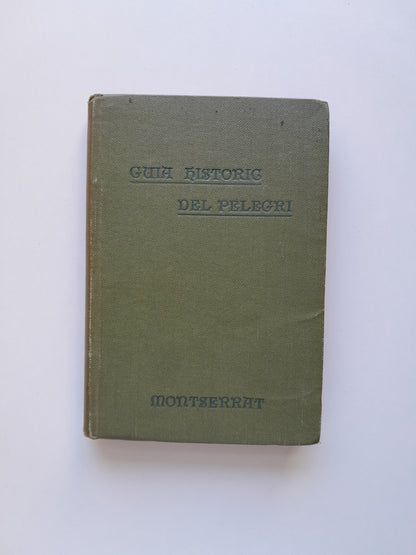 GUIA HISTORIC
DEL PELEGRI
MONTSERRAT